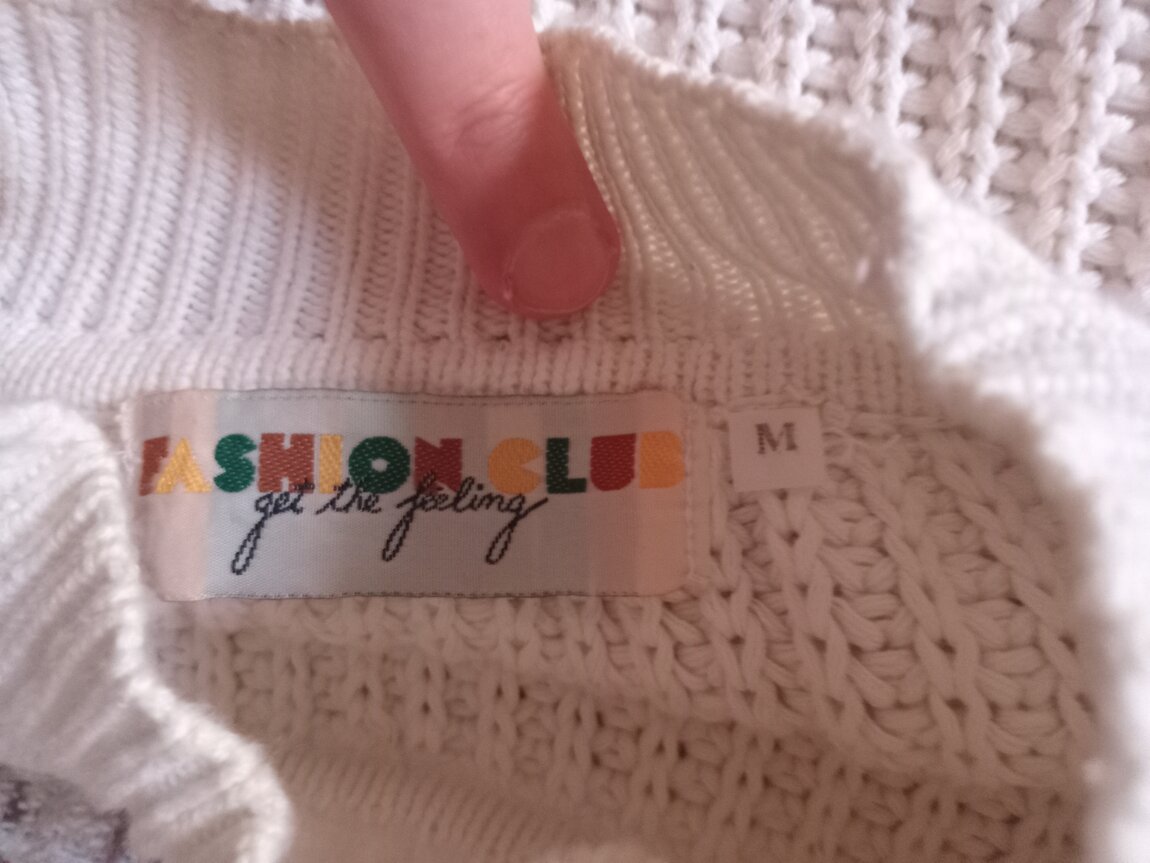 FASHION CLUB
get the feeling
M